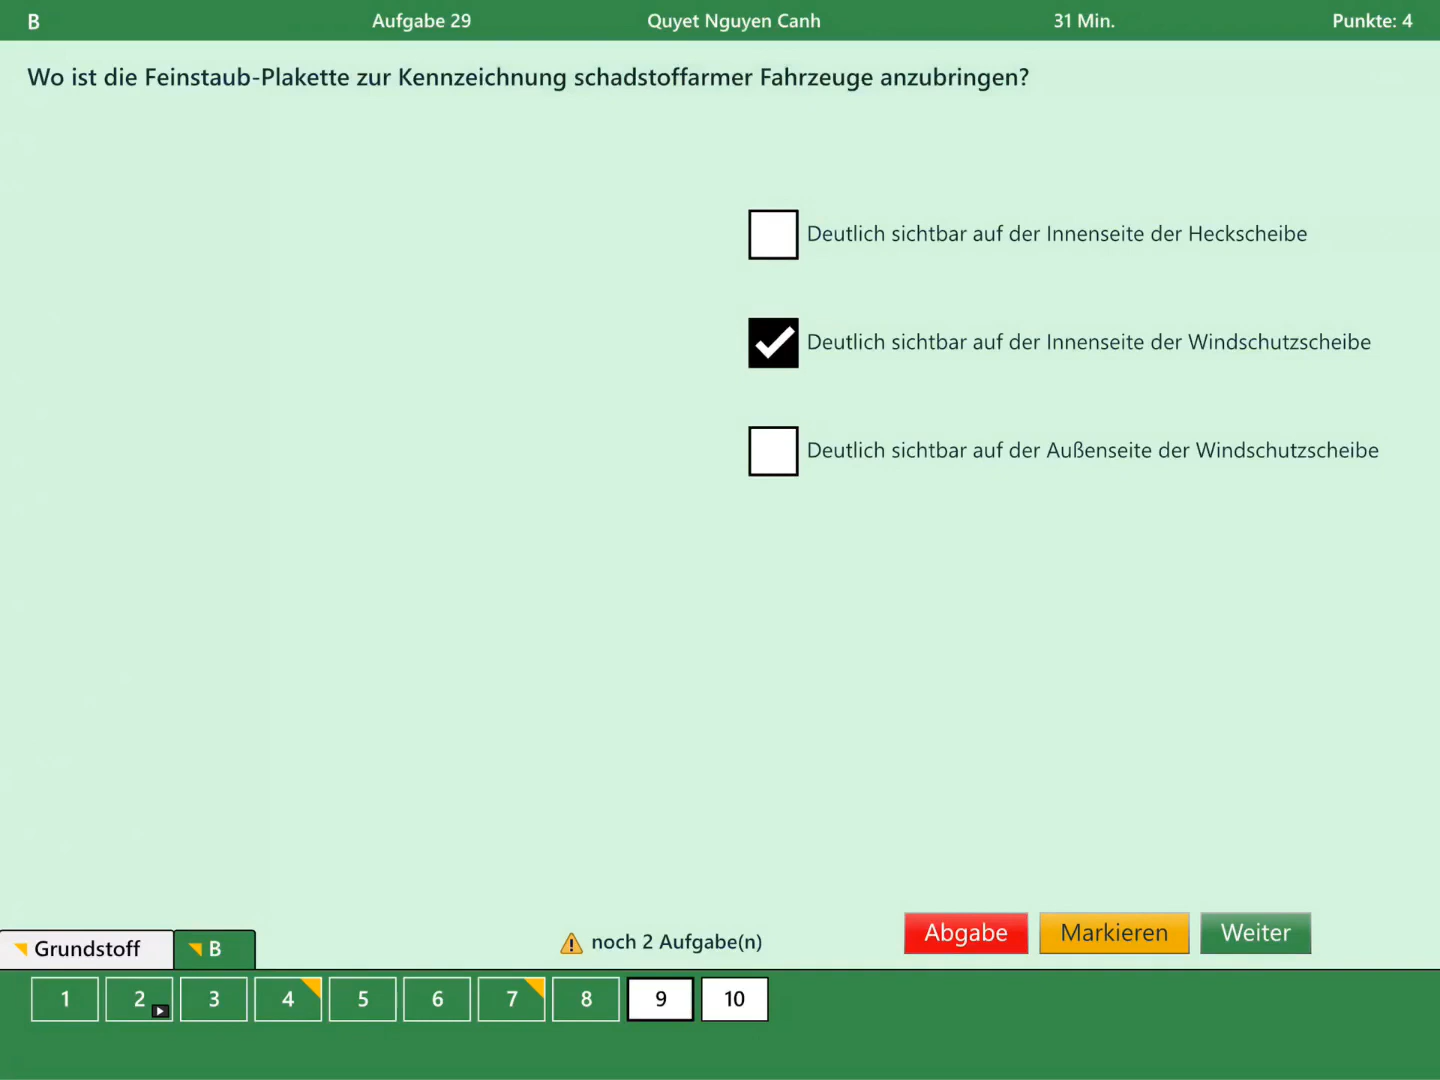 B Aufgabe 29 Quyet Nguyen Canh 31 Min. Punkte: 4
Wo ist die Feinstaub-Plakette zur Kennzeichnung schadstoffarmer Fahrzeuge anzubringen?
Deutlich sichtbar auf der Innenseite der Heckscheibe
Deutlich sichtbar auf der Innenseite der Windschutzscheibe
Deutlich sichtbar auf der Außenseite der Windschutzscheibe
Grundstoff B noch 2 Aufgabe(n) Abgabe Markieren Weiter
1 2 3 4 5 6 7 8 9 10